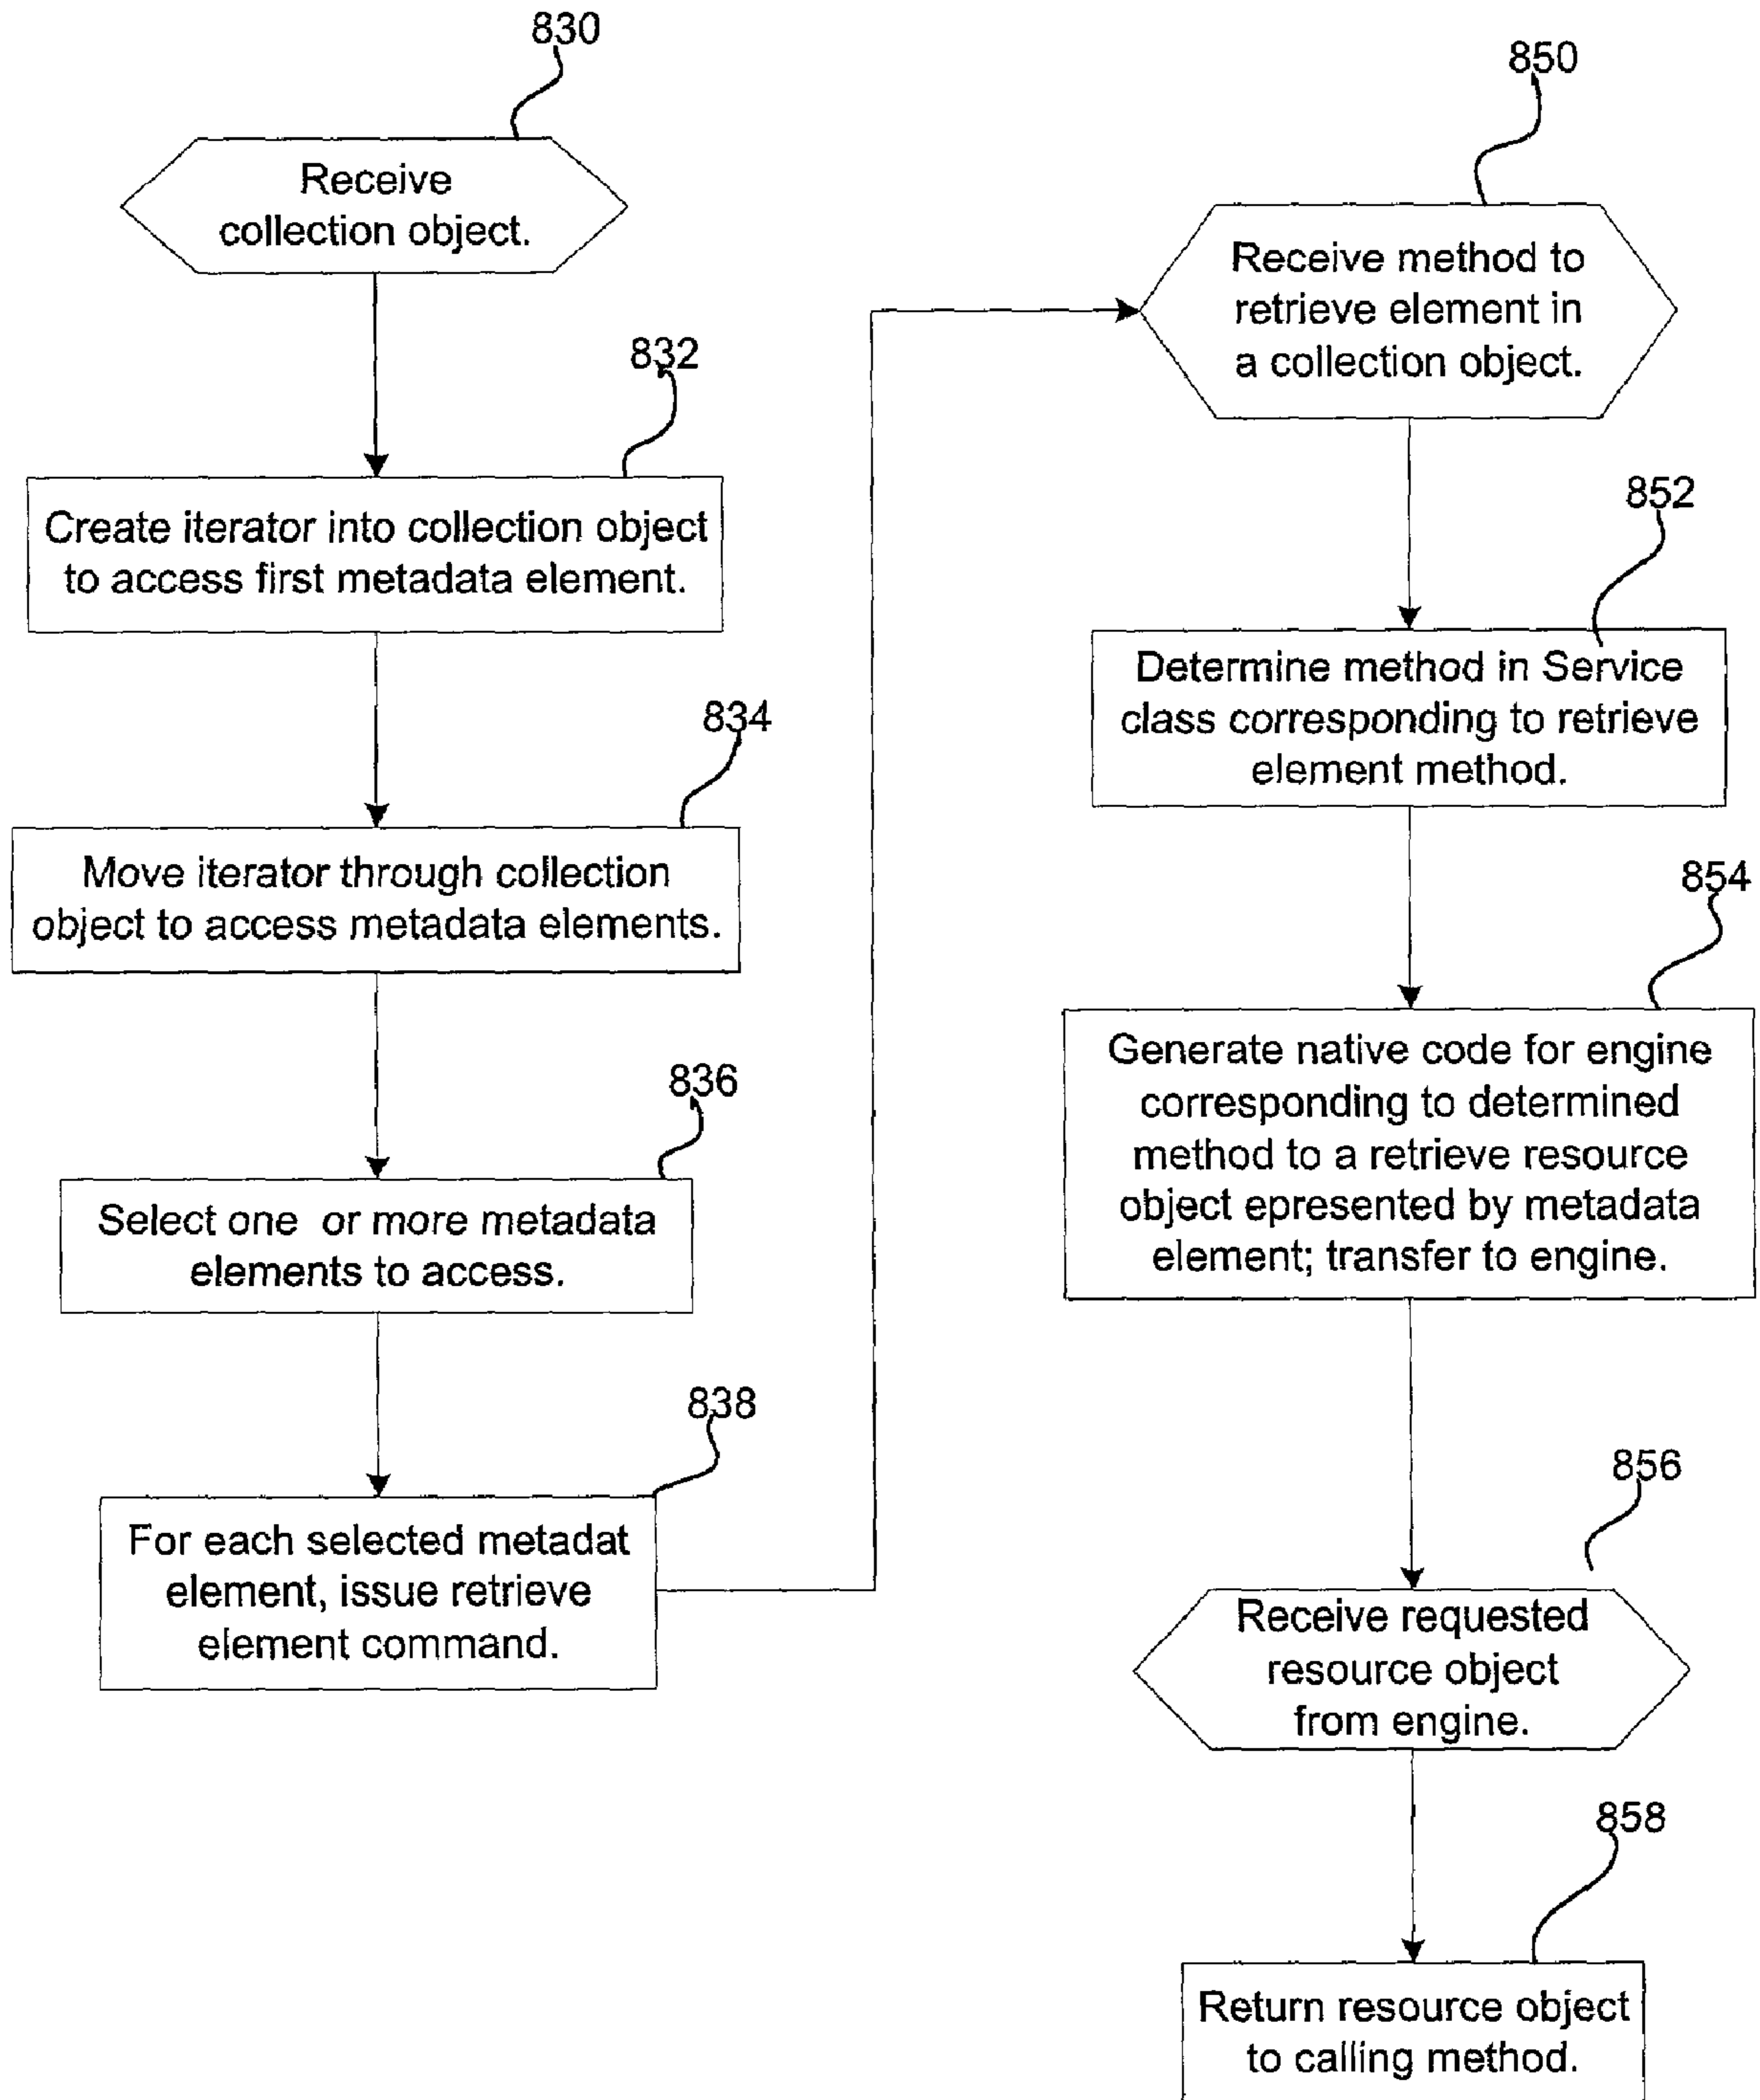 830
Receive
collection object.
832
Create iterator into collection object
to access first metadata element.
834
Move iterator through collection
object to access metadata elements.
836
Select one or more metadata
elements to access.
838
For each selected metadat
element, issue retrieve
element command.
850
Receive method to
retrieve element in
a collection object.
852
Determine method in Service
class corresponding to retrieve
element method.
854
Generate native code for engine
corresponding to determined
method to a retrieve resource
object epresented by metadata
element; transfer to engine.
856
Receive requested
resource object
from engine.
858
Return resource object
to calling method.